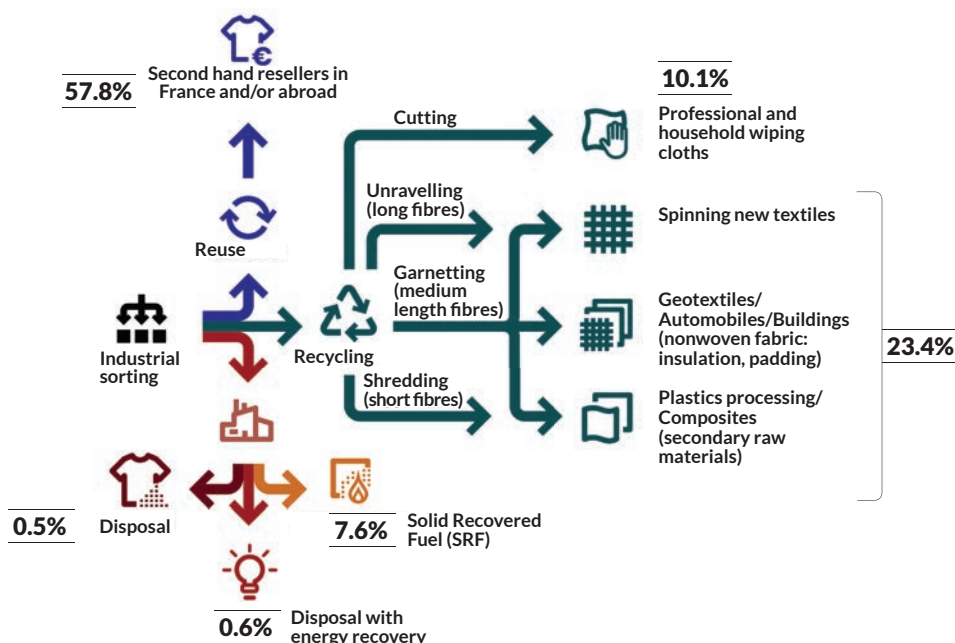 57.8%
Second hand resellers in
France and/or abroad
Reuse
Industrial
sorting
Recycling
Cutting
Unravelling
(long fibres)
Garnetting
(medium
length fibres)
Shredding
(short fibres)
10.1%
Professional and
household wiping
cloths
Spinning new textiles
Geotextiles/
Automobiles/Buildings
(nonwoven fabric:
insulation, padding)
Plastics processing/
Composites
(secondary raw
materials)
23.4%
0.5%
Disposal
7.6%
Solid Recovered
Fuel (SRF)
0.6%
Disposal with
energy recovery